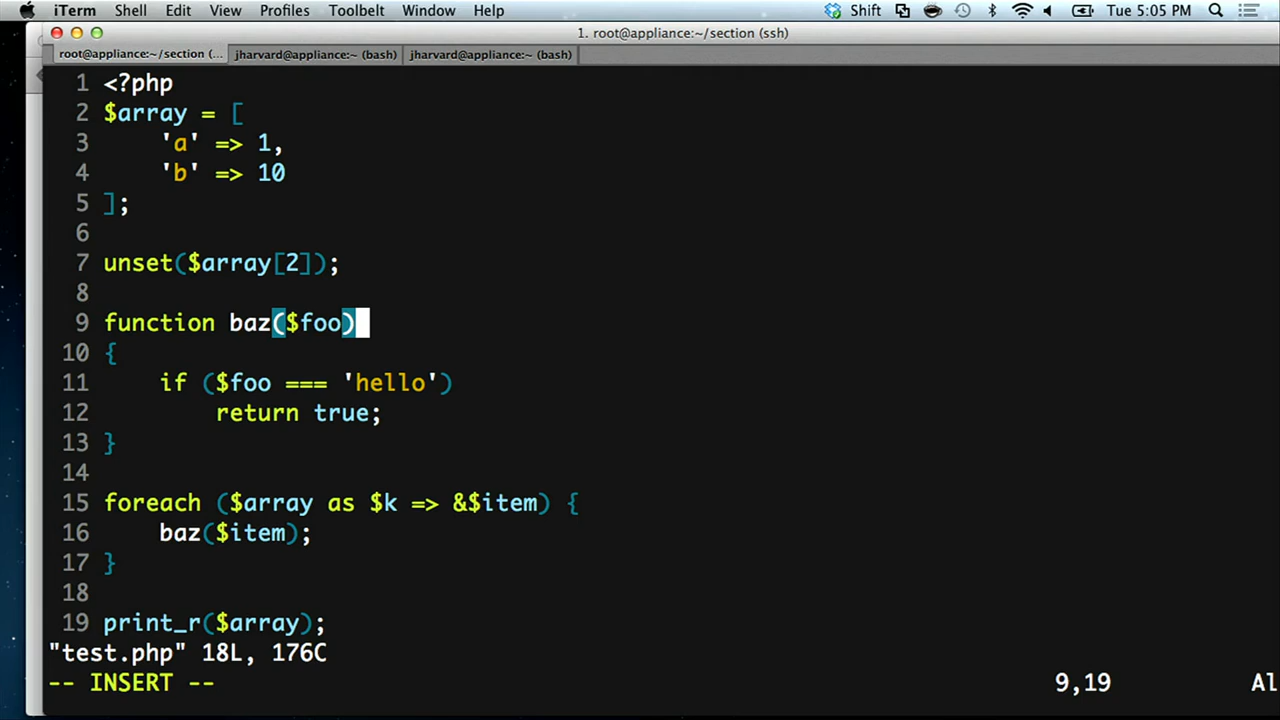 iTerm Shell Edit View Profiles Toolbelt Window Help Shift Tue 5:05 PM
1. root@appliance:~/section (ssh)
root@appliance:~/section (... jharvard@appliance:~ (bash) jharvard@appliance:~ (bash)
1 <?php
2 $array = [
3     'a' => 1,
4     'b' => 10
5 ];
6
7 unset($array[2]);
8
9 function baz($foo)
10 {
11     if ($foo === 'hello')
12         return true;
13 }
14
15 foreach ($array as $k => &$item) {
16     baz($item);
17 }
18
19 print_r($array);
"test.php" 18L, 176C
-- INSERT -- 9,19 Al